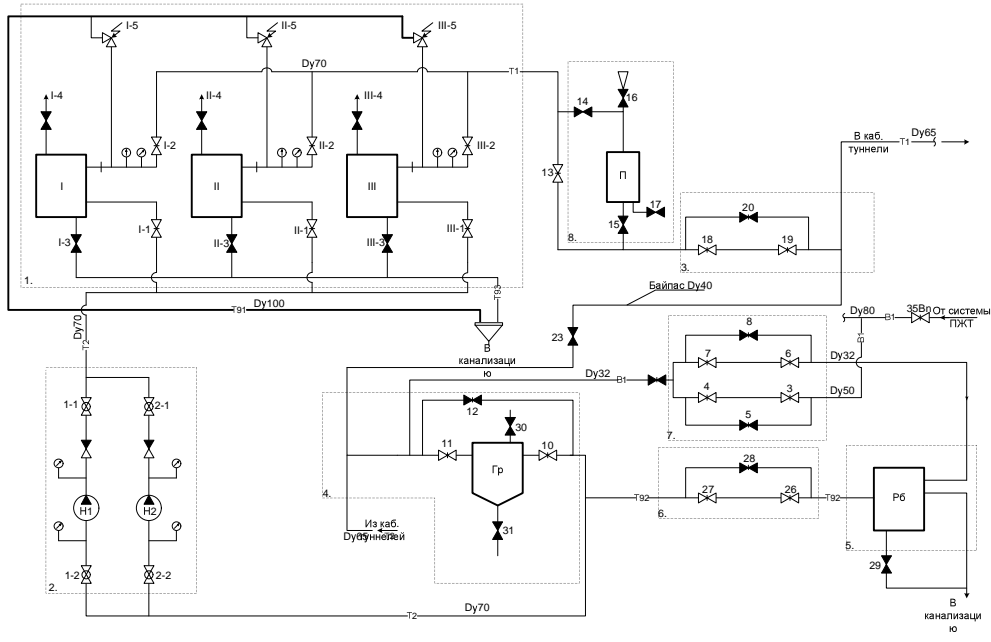 I-5
II-5
III-5
Dy70
T1
I-4
II-4
III-4
14
16
I-2
II-2
III-2
В каб.
туннели
T1
Dy65
13
I
II
III
П
17
I-1
II-1
III-1
15
20
I-3
II-3
III-3
8.
18
19
1.
3.
T93
Байпас Dy40
T91
Dy100
Dy70
T2
В
канализаци
ю
23
Dy80
B1
35Вп
От системы
ПЖТ
B1
8
7
6
Dy32
Dy32
B1
4
3
Dy50
5
7.
1-1
2-1
12
30
11
10
Гр
28
27
26
T92
T92
6.
Рб
4.
Н1
Н2
Из каб.
туннелей
31
5.
29
1-2
2-2
2.
T2
Dy70
В
канализаци
ю